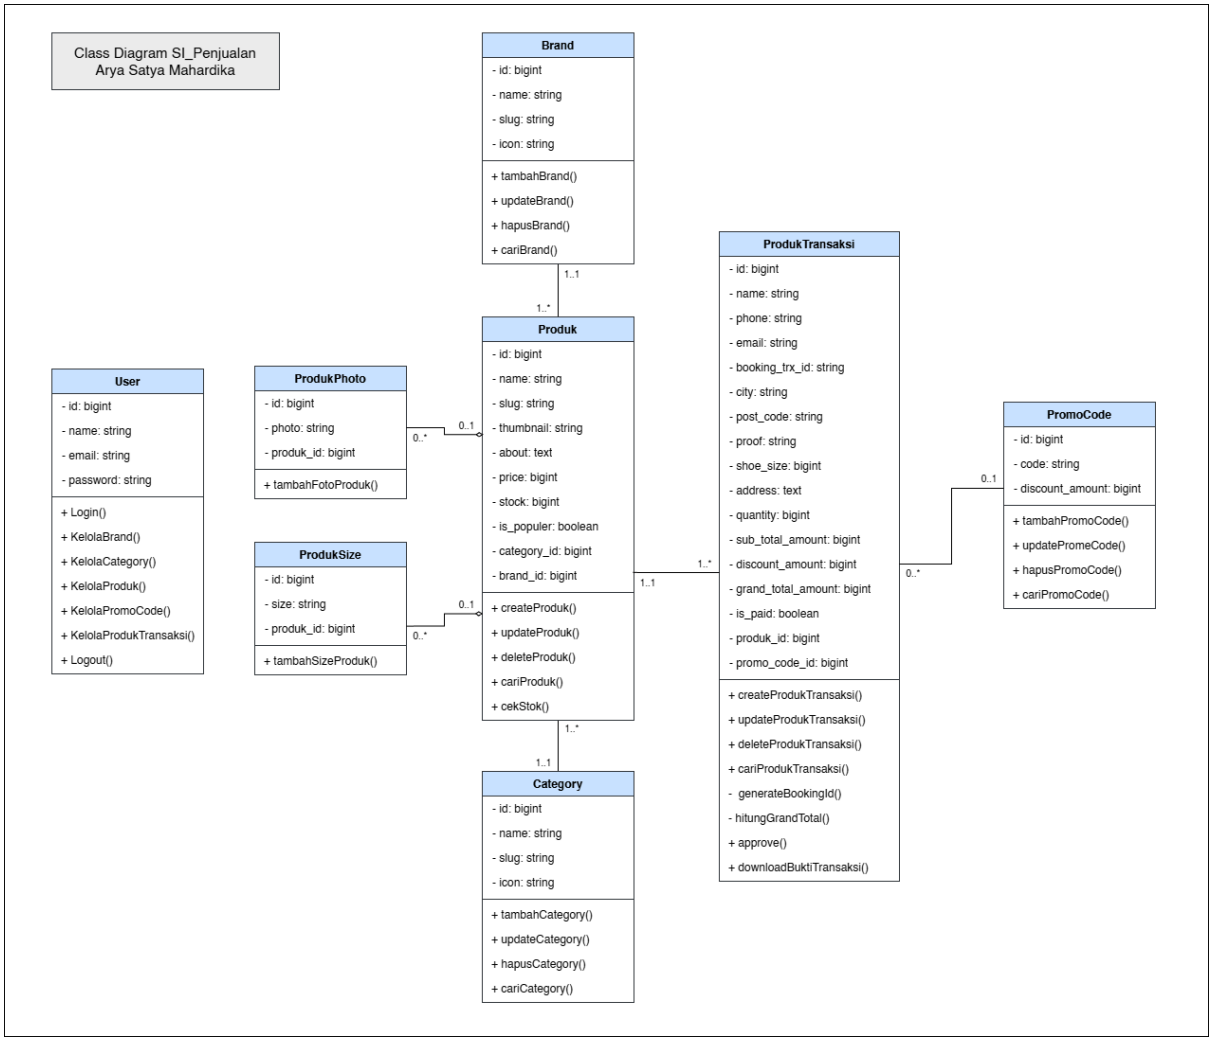 Class Diagram SI_Penjualan
Arya Satya Mahardika
Brand
- id: bigint
- name: string
- slug: string
- icon: string
+ tambahBrand()
+ updateBrand()
+ hapusBrand()
+ cariBrand()
1..1
1..*
User
- id: bigint
- name: string
- email: string
- password: string
+ Login()
+ KelolaBrand()
+ KelolaCategory()
+ KelolaProduk()
+ KelolaPromoCode()
+ KelolaProdukTransaksi()
+ Logout()
ProdukPhoto
- id: bigint
- photo: string
- produk_id: bigint
+ tambahFotoProduk()
0..*
0..1
ProdukSize
- id: bigint
- size: string
- produk_id: bigint
+ tambahSizeProduk()
0..*
0..1
Produk
- id: bigint
- name: string
- slug: string
- thumbnail: string
- about: text
- price: bigint
- stock: bigint
- is_populer: boolean
- category_id: bigint
- brand_id: bigint
+ createProduk()
+ updateProduk()
+ deleteProduk()
+ cariProduk()
+ cekStok()
1..*
1..1
Category
- id: bigint
- name: string
- slug: string
- icon: string
+ tambahCategory()
+ updateCategory()
+ hapusCategory()
+ cariCategory()
1..1
1..*
ProdukTransaksi
- id: bigint
- name: string
- phone: string
- email: string
- booking_trx_id: string
- city: string
- post_code: string
- proof: string
- shoe_size: bigint
- address: text
- quantity: bigint
- sub_total_amount: bigint
- discount_amount: bigint
- grand_total_amount: bigint
- is_paid: boolean
- produk_id: bigint
- promo_code_id: bigint
+ createProdukTransaksi()
+ updateProdukTransaksi()
+ deleteProdukTransaksi()
+ cariProdukTransaksi()
- generateBookingId()
- hitungGrandTotal()
+ approve()
+ downloadBuktiTransaksi()
0..*
0..1
PromoCode
- id: bigint
- code: string
- discount_amount: bigint
+ tambahPromoCode()
+ updatePromeCode()
+ hapusPromoCode()
+ cariPromoCode()